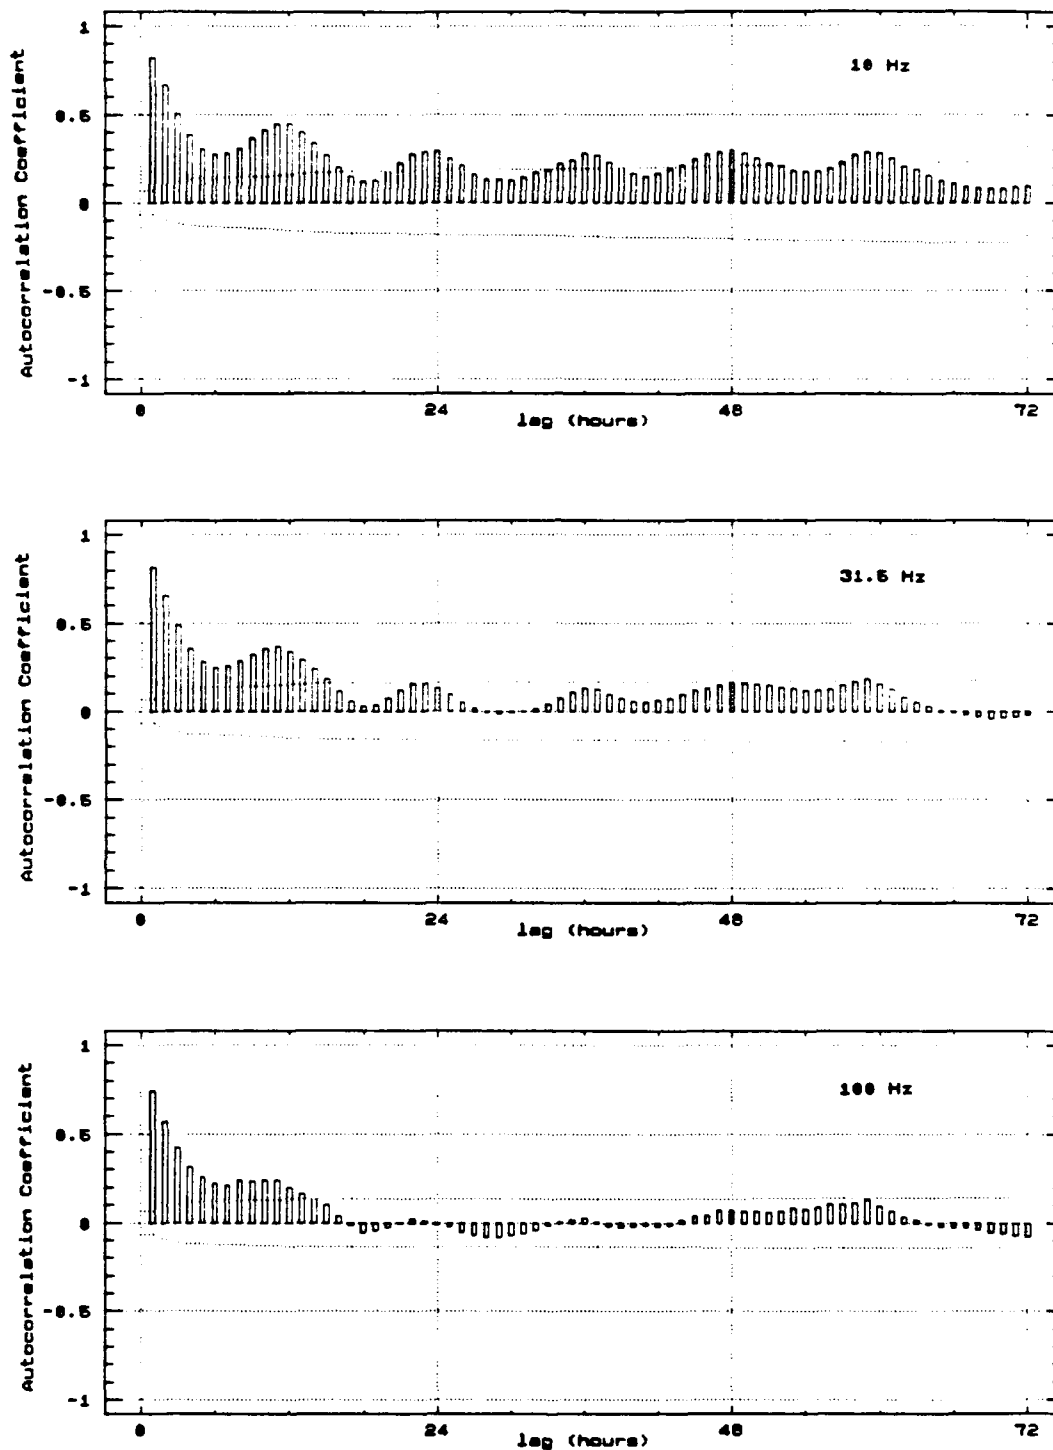 1
10 Hz
0.5
0
-0.5
-1
Autocorrelation Coefficient
0 24 48 72
lag (hours)
1
31.5 Hz
0.5
0
-0.5
-1
Autocorrelation Coefficient
0 24 48 72
lag (hours)
1
100 Hz
0.5
0
-0.5
-1
Autocorrelation Coefficient
0 24 48 72
lag (hours)